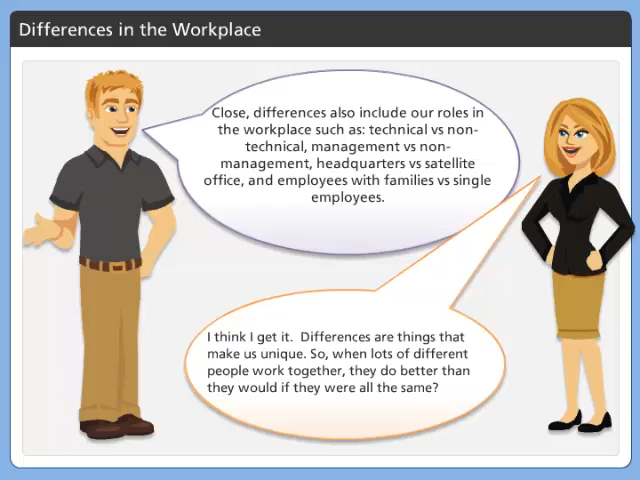 Differences in the Workplace
Close, differences also include our roles in
the workplace such as: technical vs non-
technical, management vs non-
management, headquarters vs satellite
office, and employees with families vs single
employees.
I think I get it.  Differences are things that
make us unique. So, when lots of different
people work together, they do better than
they would if they were all the same?